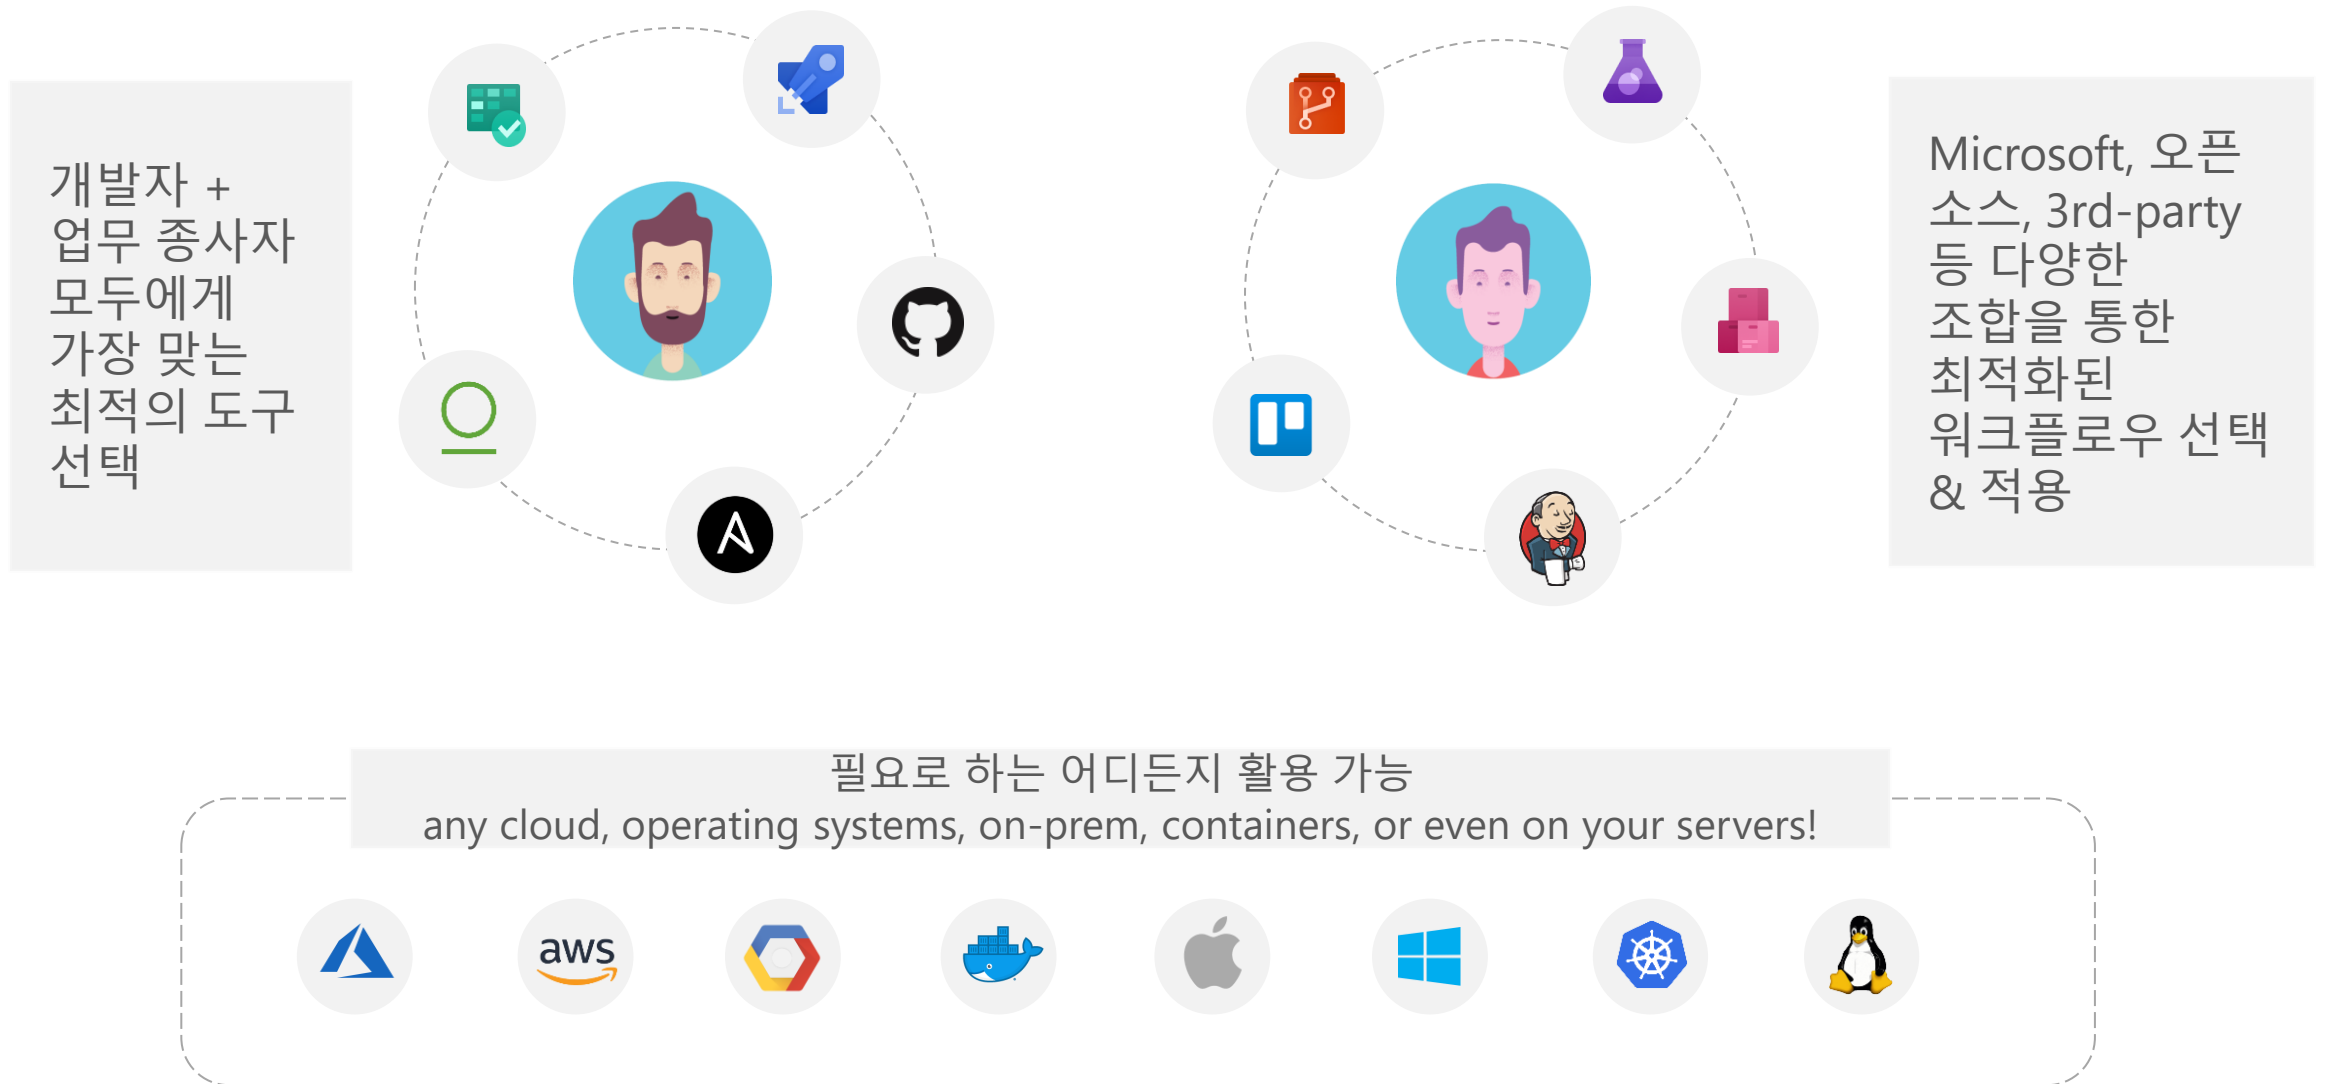 개발자 +
업무 종사자
모두에게
가장 맞는
최적의 도구
선택
Microsoft, 오픈
소스, 3rd-party
등 다양한
조합을 통한
최적화된
워크플로우 선택
& 적용
필요로 하는 어디든지 활용 가능
any cloud, operating systems, on-prem, containers, or even on your servers!
aws